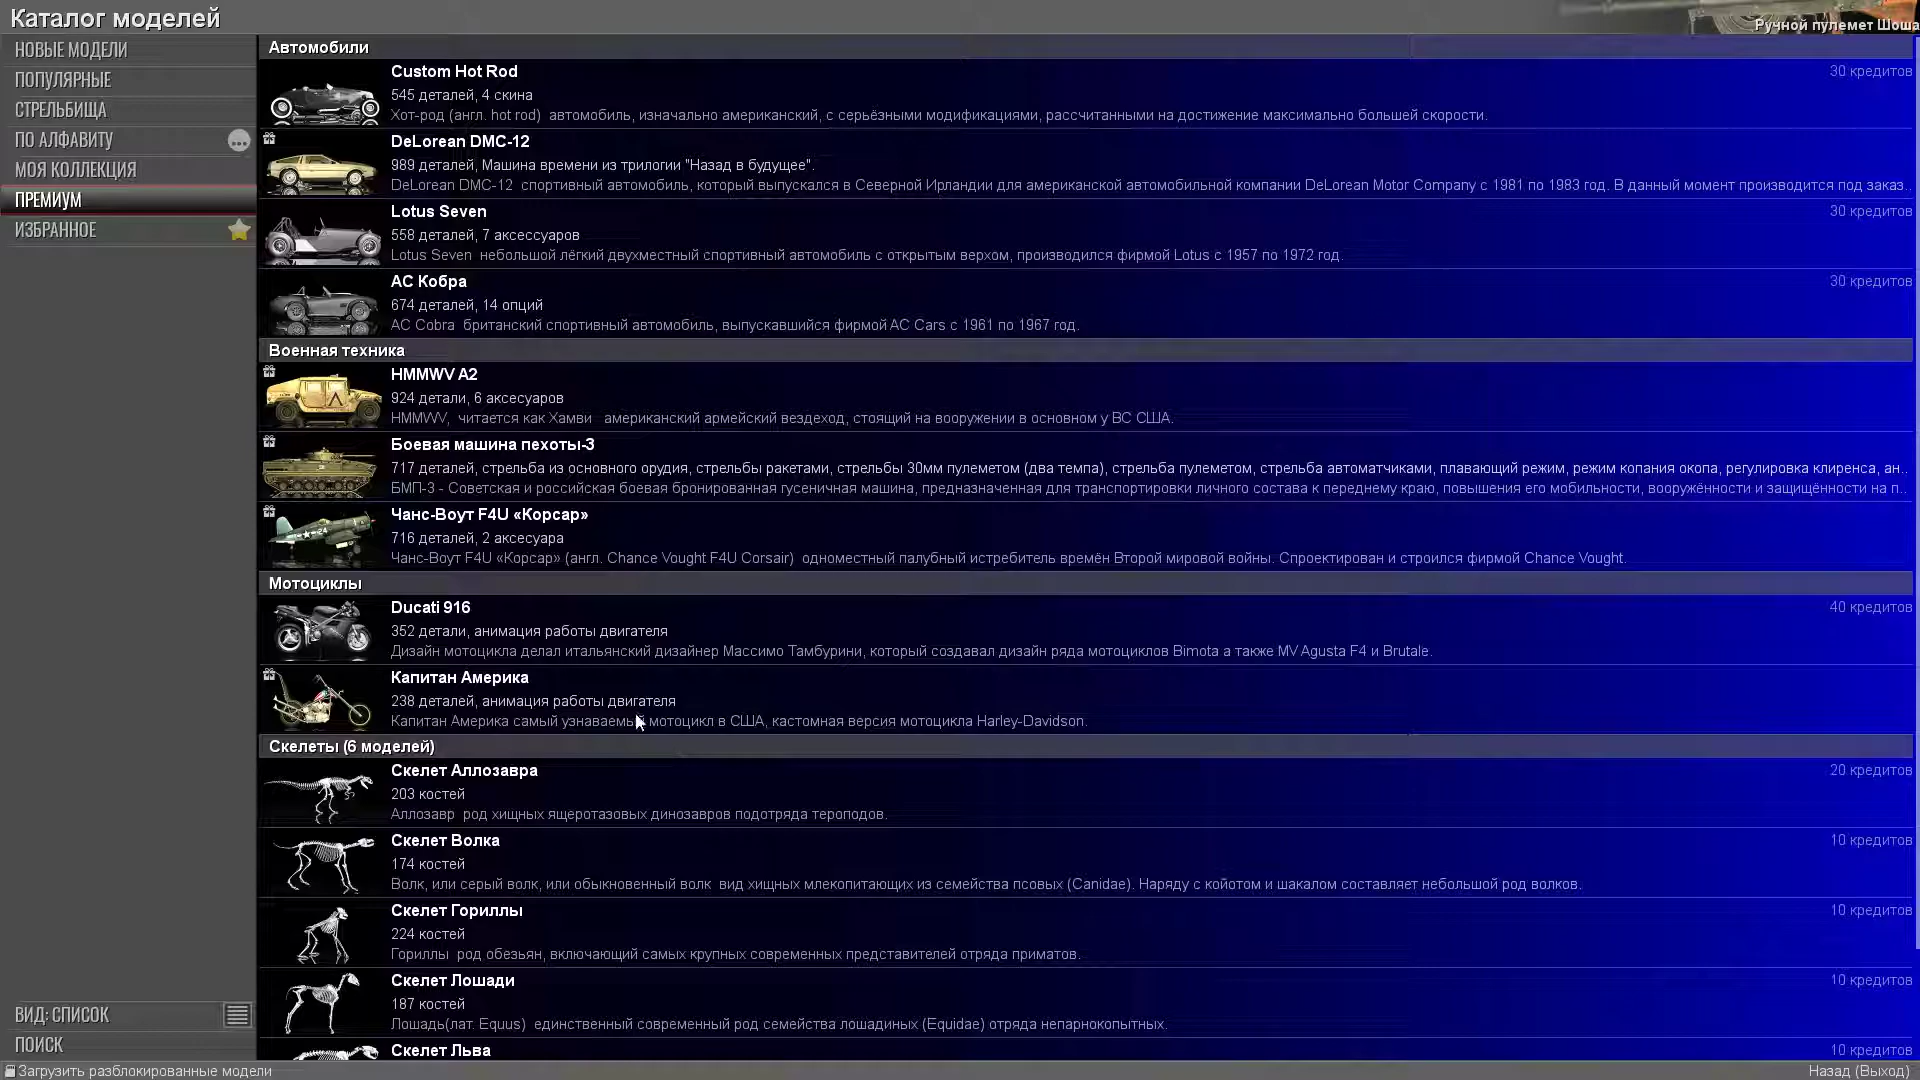 Каталог моделей
Ручной пулемет Шоша
НОВЫЕ МОДЕЛИ
ПОПУЛЯРНЫЕ
СТРЕЛЬБИЩА
ПО АЛФАВИТУ
МОЯ КОЛЛЕКЦИЯ
ПРЕМИУМ
ИЗБРАННОЕ
Автомобили
Custom Hot Rod
30 кредитов
545 деталей, 4 скина
Хот-род (англ. hot rod) автомобиль, изначально американский, с серьёзными модификациями, рассчитанными на достижение максимально большей скорости.
DeLorean DMC-12
989 деталей, Машина времени из трилогии "Назад в будущее".
DeLorean DMC-12 спортивный автомобиль, который выпускался в Северной Ирландии для американской автомобильной компании DeLorean Motor Company с 1981 по 1983 год. В данный момент производится под заказ..
Lotus Seven
30 кредитов
558 деталей, 7 аксессуаров
Lotus Seven небольшой лёгкий двухместный спортивный автомобиль с открытым верхом, производился фирмой Lotus с 1957 по 1972 год.
АС Кобра
30 кредитов
674 деталей, 14 опций
AC Cobra британский спортивный автомобиль, выпускавшийся фирмой AC Cars с 1961 по 1967 год.
Военная техника
HMMWV A2
924 детали, 6 аксесуаров
HMMWV, читается как Хамви американский армейский вездеход, стоящий на вооружении в основном у ВС США.
Боевая машина пехоты-3
717 деталей, стрельба из основного орудия, стрельбы ракетами, стрельбы 30мм пулеметом (два темпа), стрельба пулеметом, стрельба автоматчиками, плавающий режим, режим копания окопа, регулировка клиренса, ан..
БМП-3 - Советская и российская боевая бронированная гусеничная машина, предназначенная для транспортировки личного состава к переднему краю, повышения его мобильности, вооружённости и защищённости на п..
Чанс-Воут F4U «Корсар»
716 деталей, 2 аксесуара
Чанс-Воут F4U «Корсар» (англ. Chance Vought F4U Corsair) одноместный палубный истребитель времён Второй мировой войны. Спроектирован и строился фирмой Chance Vought.
Мотоциклы
Ducati 916
40 кредитов
352 детали, анимация работы двигателя
Дизайн мотоцикла делал итальянский дизайнер Массимо Тамбурини, который создавал дизайн ряда мотоциклов Bimota а также MV Agusta F4 и Brutale.
Капитан Америка
238 деталей, анимация работы двигателя
Капитан Америка самый узнаваемый мотоцикл в США, кастомная версия мотоцикла Harley-Davidson.
Скелеты (6 моделей)
Скелет Аллозавра
20 кредитов
203 костей
Аллозавр род хищных ящеротазовых динозавров подотряда тероподов.
Скелет Волка
10 кредитов
174 костей
Волк, или серый волк, или обыкновенный волк вид хищных млекопитающих из семейства псовых (Canidae). Наряду с койотом и шакалом составляет небольшой род волков.
Скелет Гориллы
10 кредитов
224 костей
Гориллы род обезьян, включающий самых крупных современных представителей отряда приматов.
Скелет Лошади
10 кредитов
187 костей
Лошадь(лат. Equus) единственный современный род семейства лошадиных (Equidae) отряда непарнокопытных.
Скелет Льва
10 кредитов
ВИД: СПИСОК
ПОИСК
Загрузить разблокированные модели
Назад (Выход)